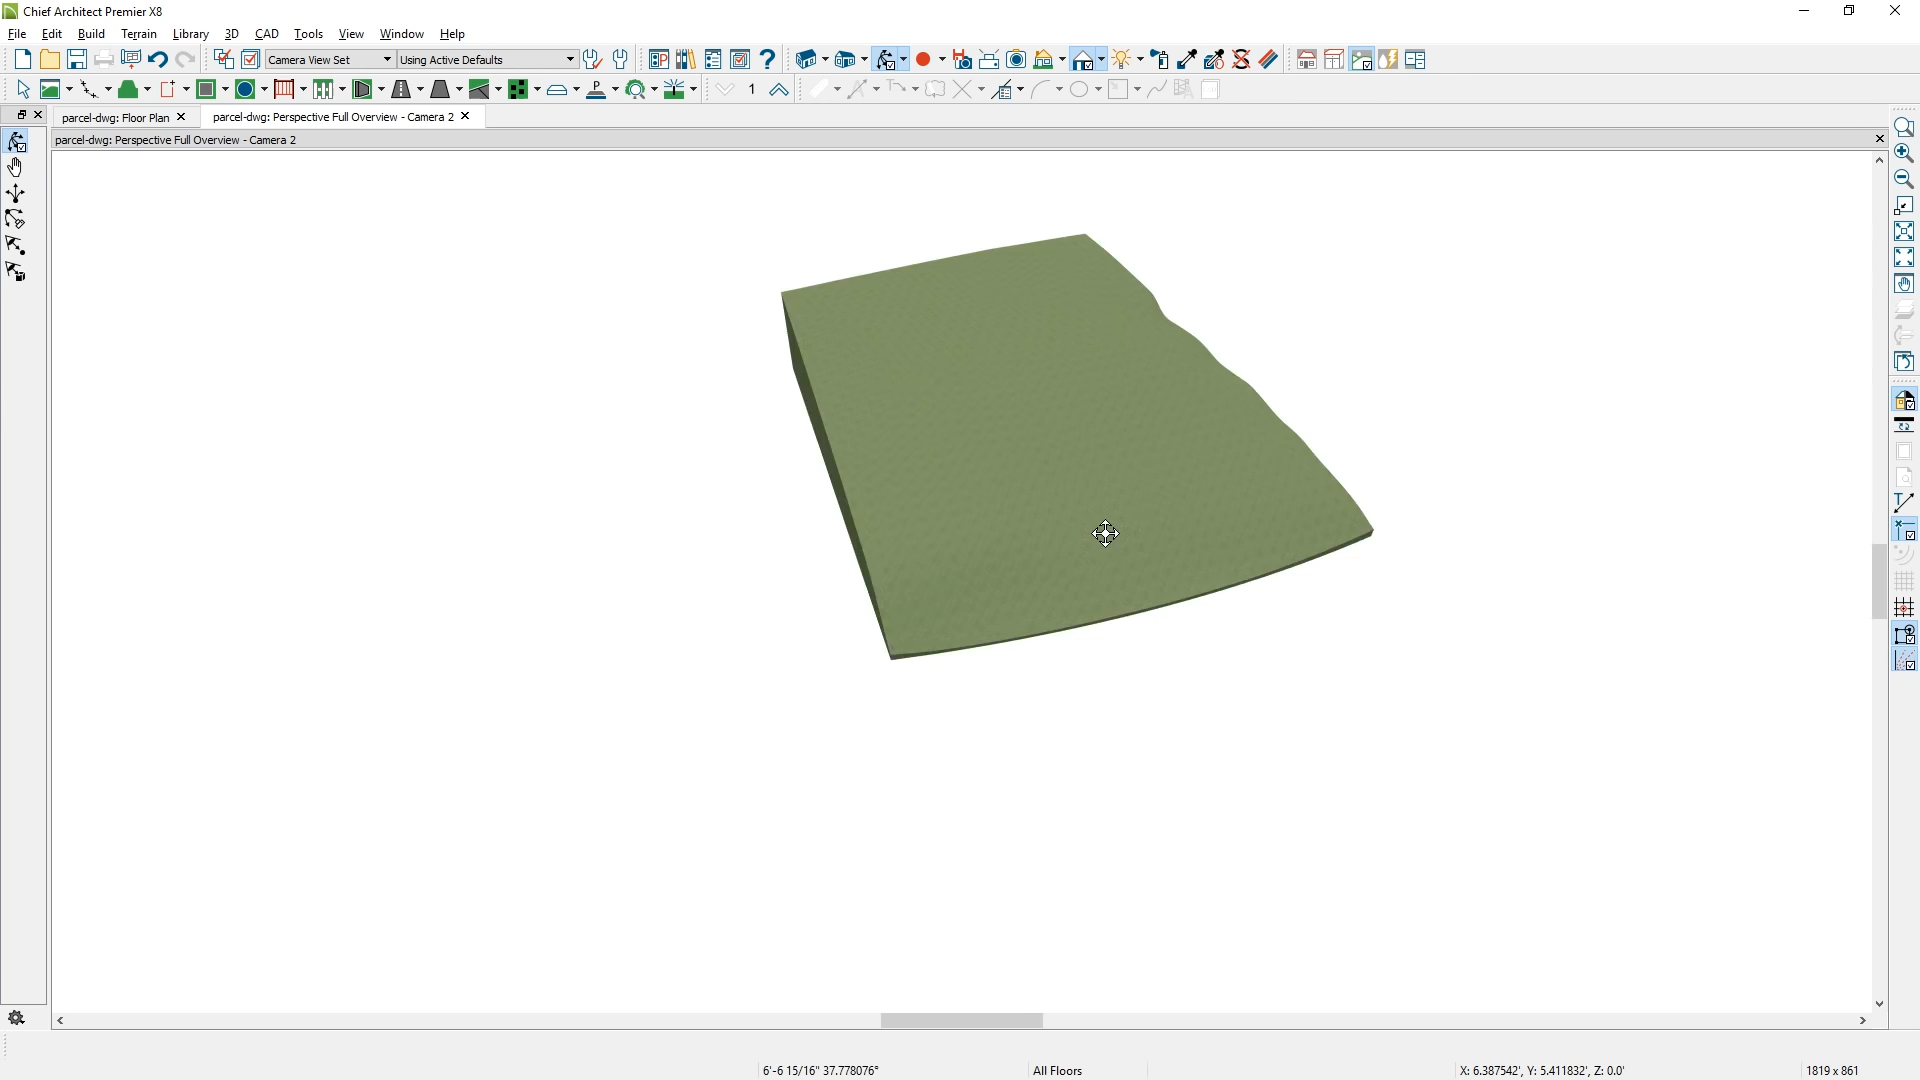 Chief Architect Premier X8
File Edit Build Terrain Library 3D CAD Tools View Window Help
Camera View Set Using Active Defaults
1
parcel-dwg: Floor Plan parcel-dwg: Perspective Full Overview - Camera 2
parcel-dwg: Perspective Full Overview - Camera 2
6'-6 15/16" 37.778076° All Floors X: 6.387542', Y: 5.411832', Z: 0.0' 1819 x 861